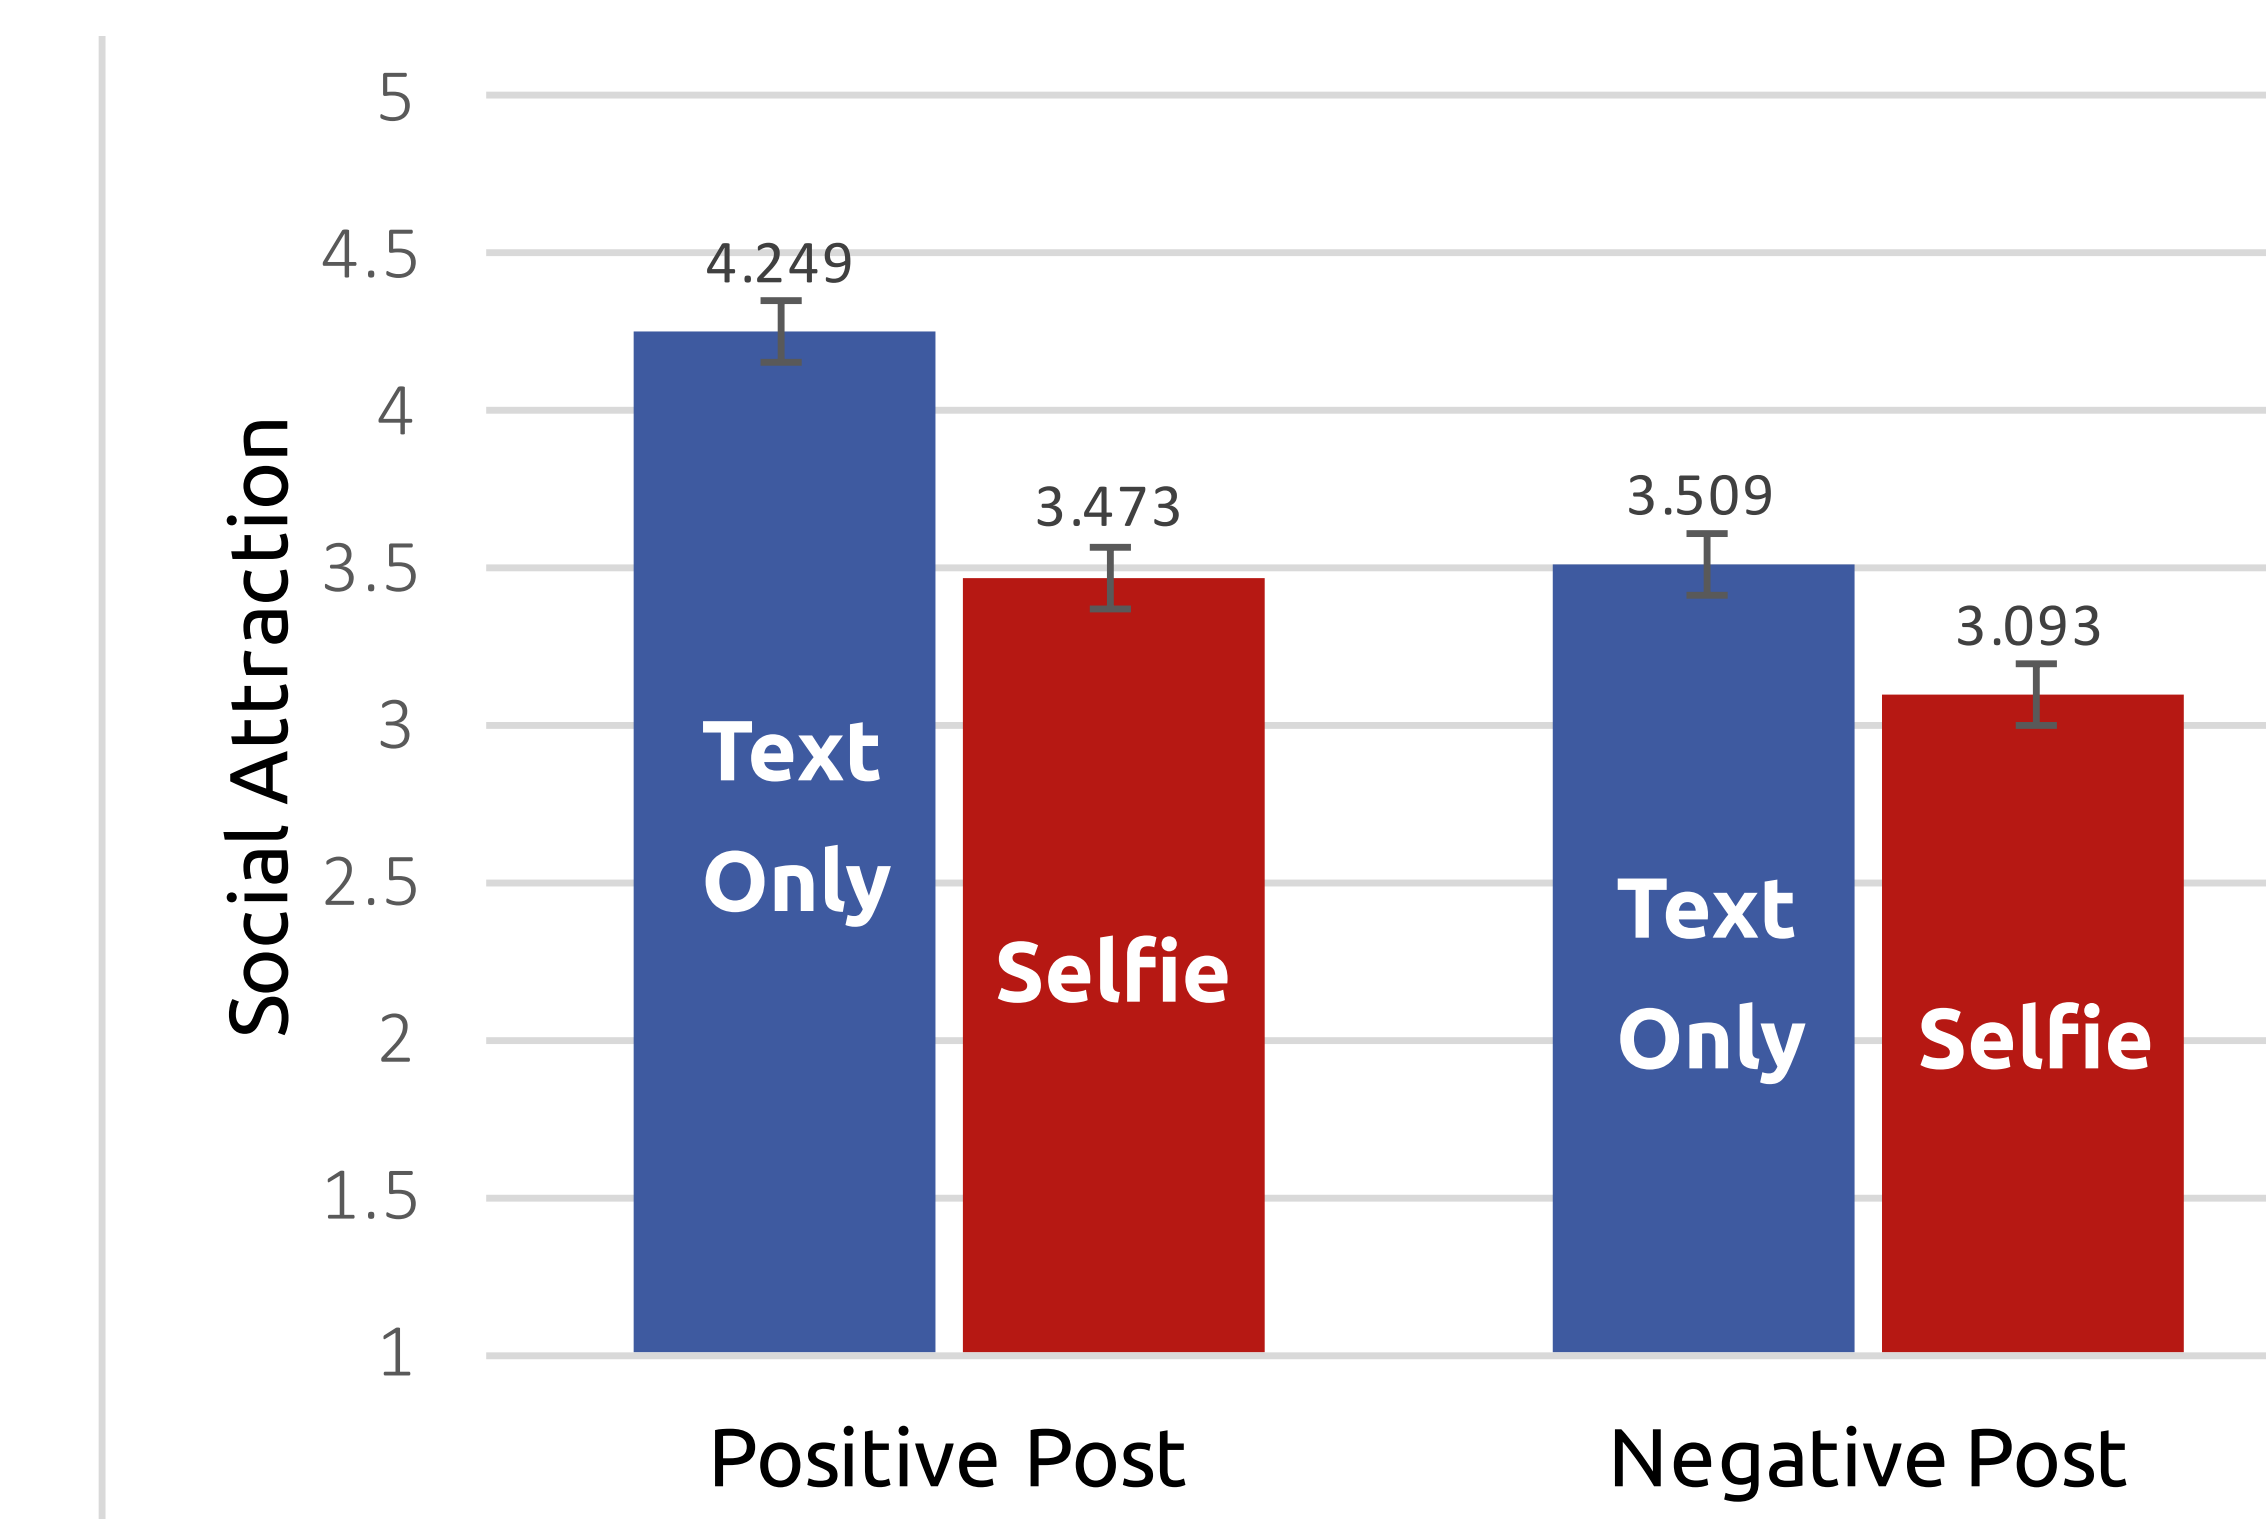 Social Attraction
5
4.5
4
3.5
3
2.5
2
1.5
1
4.249
3.473
3.509
3.093
Text
Only
Selfie
Text
Only
Selfie
Positive Post
Negative Post